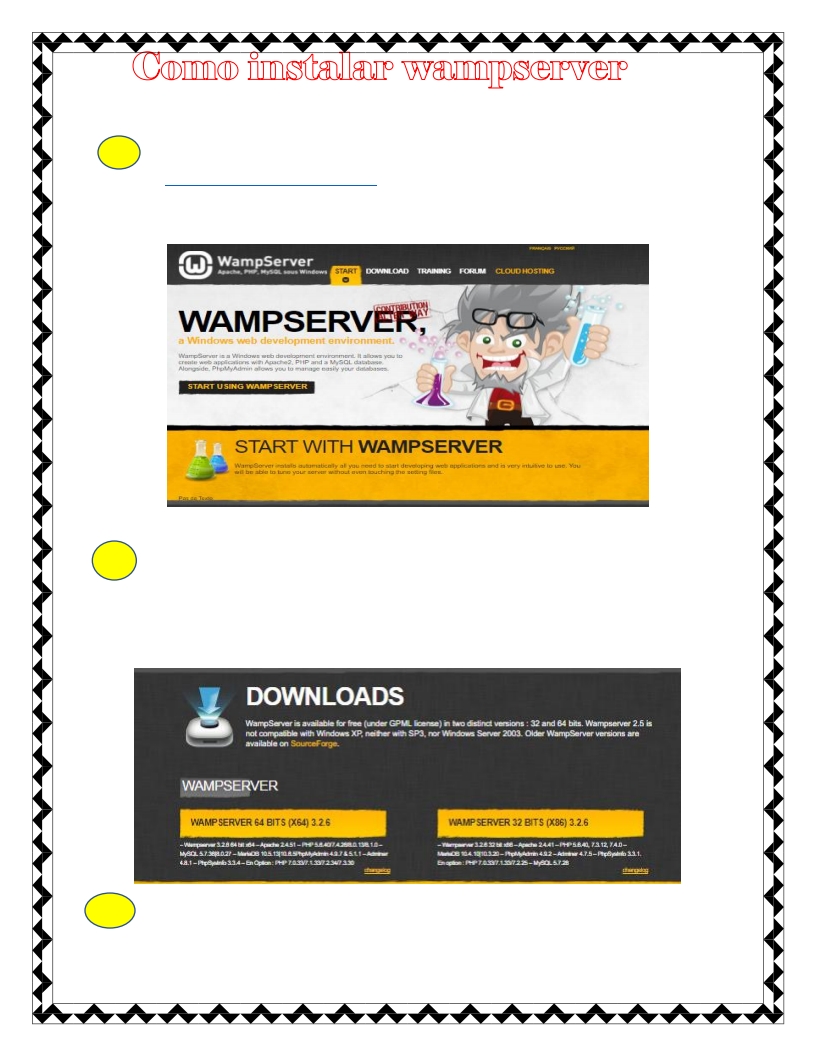 Como instalar wampserver
FRANÇAIS РУССКИЙ
WampServer
Apache, PHP, MySQL sous Windows
START DOWNLOAD TRAINING FORUM CLOUD HOSTING
CONTRIBUTION
WAMPSERVER,
a Windows web development environment.
WampServer is a Windows web development environment. It allows you to
create web applications with Apache2, PHP and a MySQL database.
Alongside, PhpMyAdmin allows you to manage easily your databases.
START USING WAMPSERVER
START WITH WAMPSERVER
WampServer installs automatically all you need to start developing web applications and is very intuitive to use. You
will be able to tune your server without even touching the setting files.
Pas de Texte
DOWNLOADS
WampServer is available for free (under GPML license) in two distinct versions : 32 and 64 bits. Wampserver 2.5 is
not compatible with Windows XP, neither with SP3, nor Windows Server 2003. Older WampServer versions are
available on SourceForge.
WAMPSERVER
WAMPSERVER 64 BITS (X64) 3.2.6
WAMPSERVER 32 BITS (X86) 3.2.6
– Wampserver 3.2.6 64 bit x64 – Apache 2.4.51 – PHP 5.6.40/7.4.26/8.0.13/8.1.0 –
MySQL 5.7.36|8.0.27 – MariaDB 10.5.13|10.6.5PhpMyAdmin 4.9.7 & 5.1.1 – Adminer
4.8.1 – PhpSysInfo 3.3.4 – En Option : PHP 7.0.33/7.1.33/7.2.34/7.3.30
changelog
– Wampserver 3.2.6 32 bit x86 – Apache 2.4.41 – PHP 5.6.40, 7.3.12, 7.4.0 –
MariaDB 10.4.10|10.3.20 – PhpMyAdmin 4.9.2 – Adminer 4.7.5 – PhpSysInfo 3.3.1.
En option : PHP 7.0.33/7.1.33/7.2.25 – MySQL 5.7.28
changelog